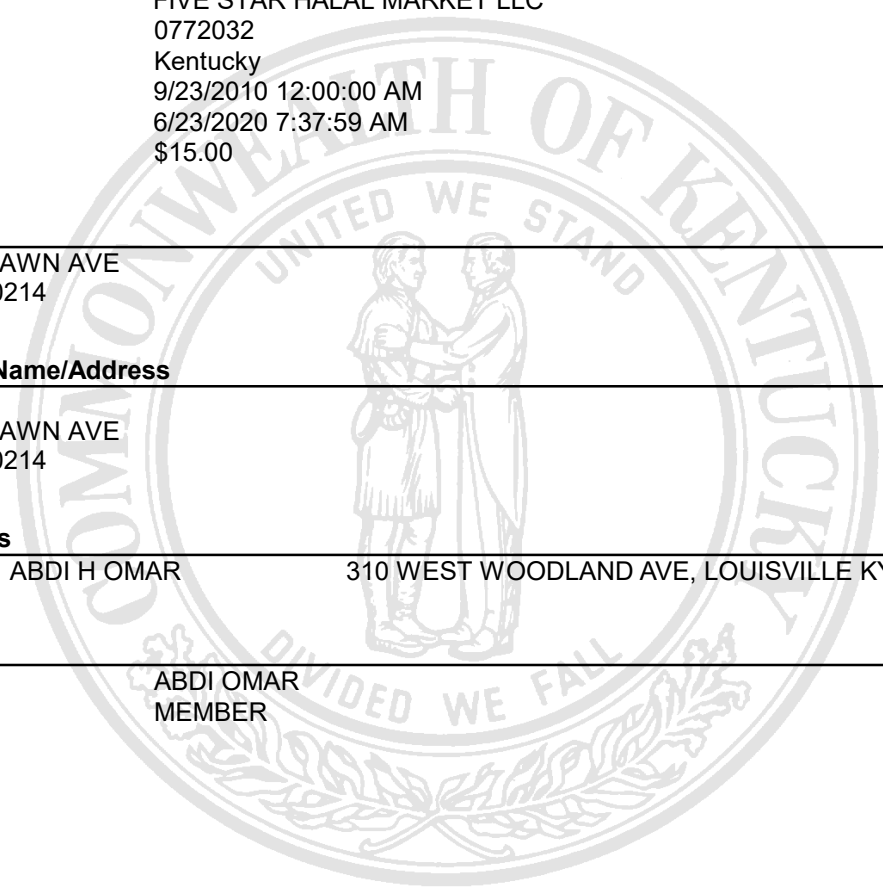 FIVE STAR HALAL MARKET LLC
0772032
Kentucky
9/23/2010 12:00:00 AM
6/23/2020 7:37:59 AM
$15.00
COMMONWEALTH OF KENTUCKY
UNITED WE STAND
AWN AVE
0214
Name/Address
AWN AVE
0214
s
ABDI H OMAR 310 WEST WOODLAND AVE, LOUISVILLE KY
DIVIDED WE FALL
ABDI OMAR
MEMBER